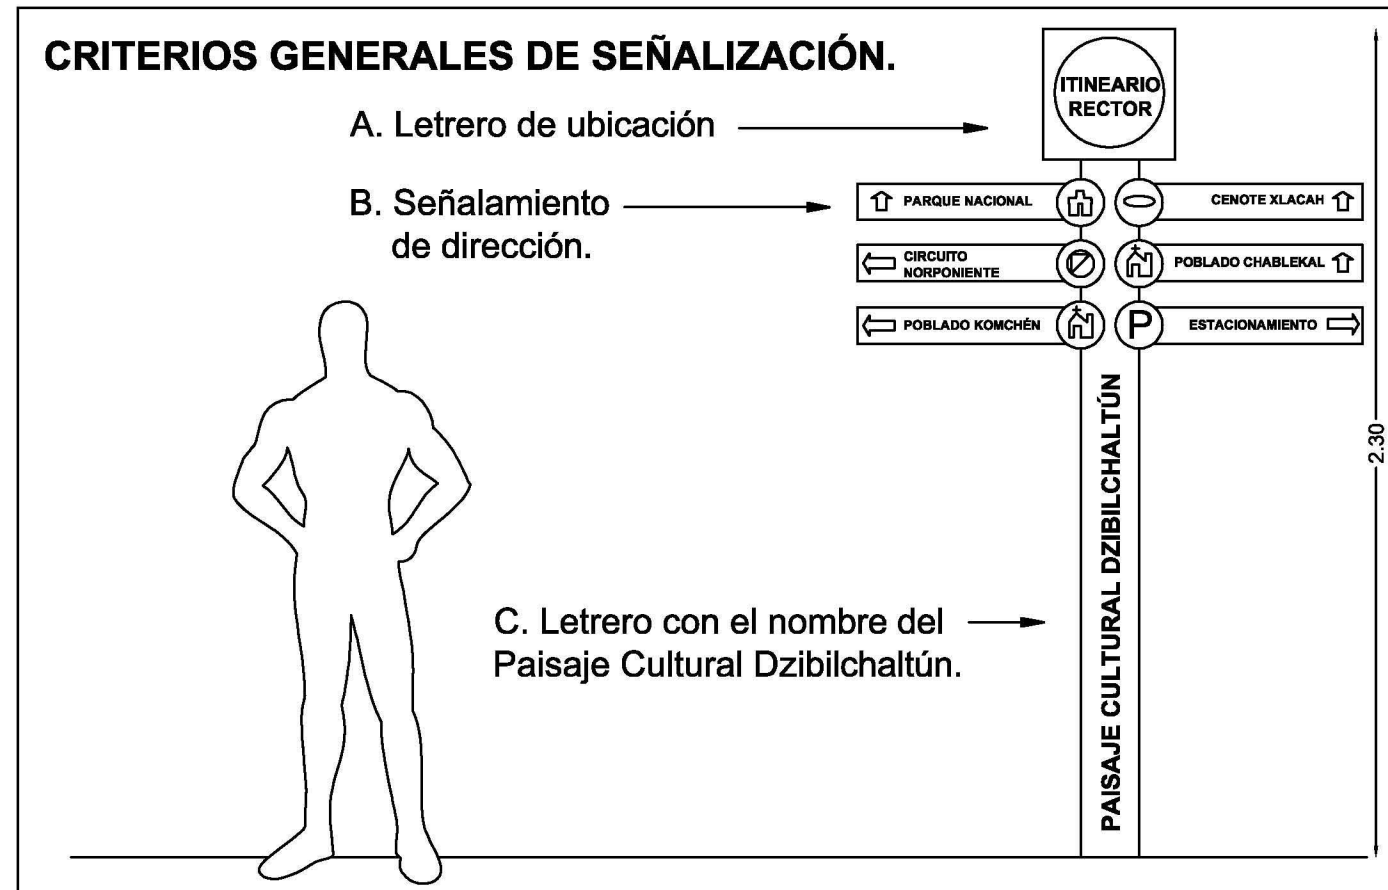 CRITERIOS GENERALES DE SEÑALIZACIÓN.
A. Letrero de ubicación
ITINEARIO
RECTOR
B. Señalamiento
de dirección.
PARQUE NACIONAL
CENOTE XLACAH
CIRCUITO
NORPONIENTE
POBLADO CHABLEKAL
POBLADO KOMCHÉN
P
ESTACIONAMIENTO
PAISAJE CULTURAL DZIBILCHALTÚN
2.30
C. Letrero con el nombre del
Paisaje Cultural Dzibilchaltún.